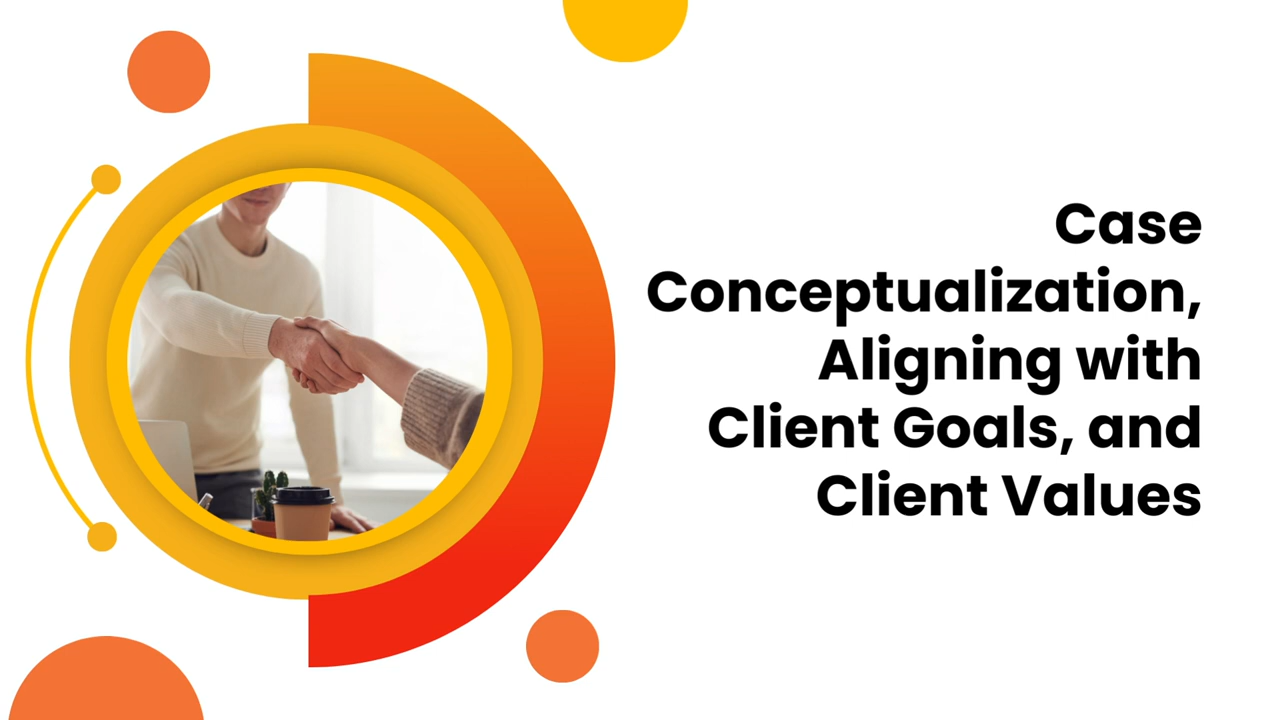 Case
Conceptualization,
Aligning with
Client Goals, and
Client Values